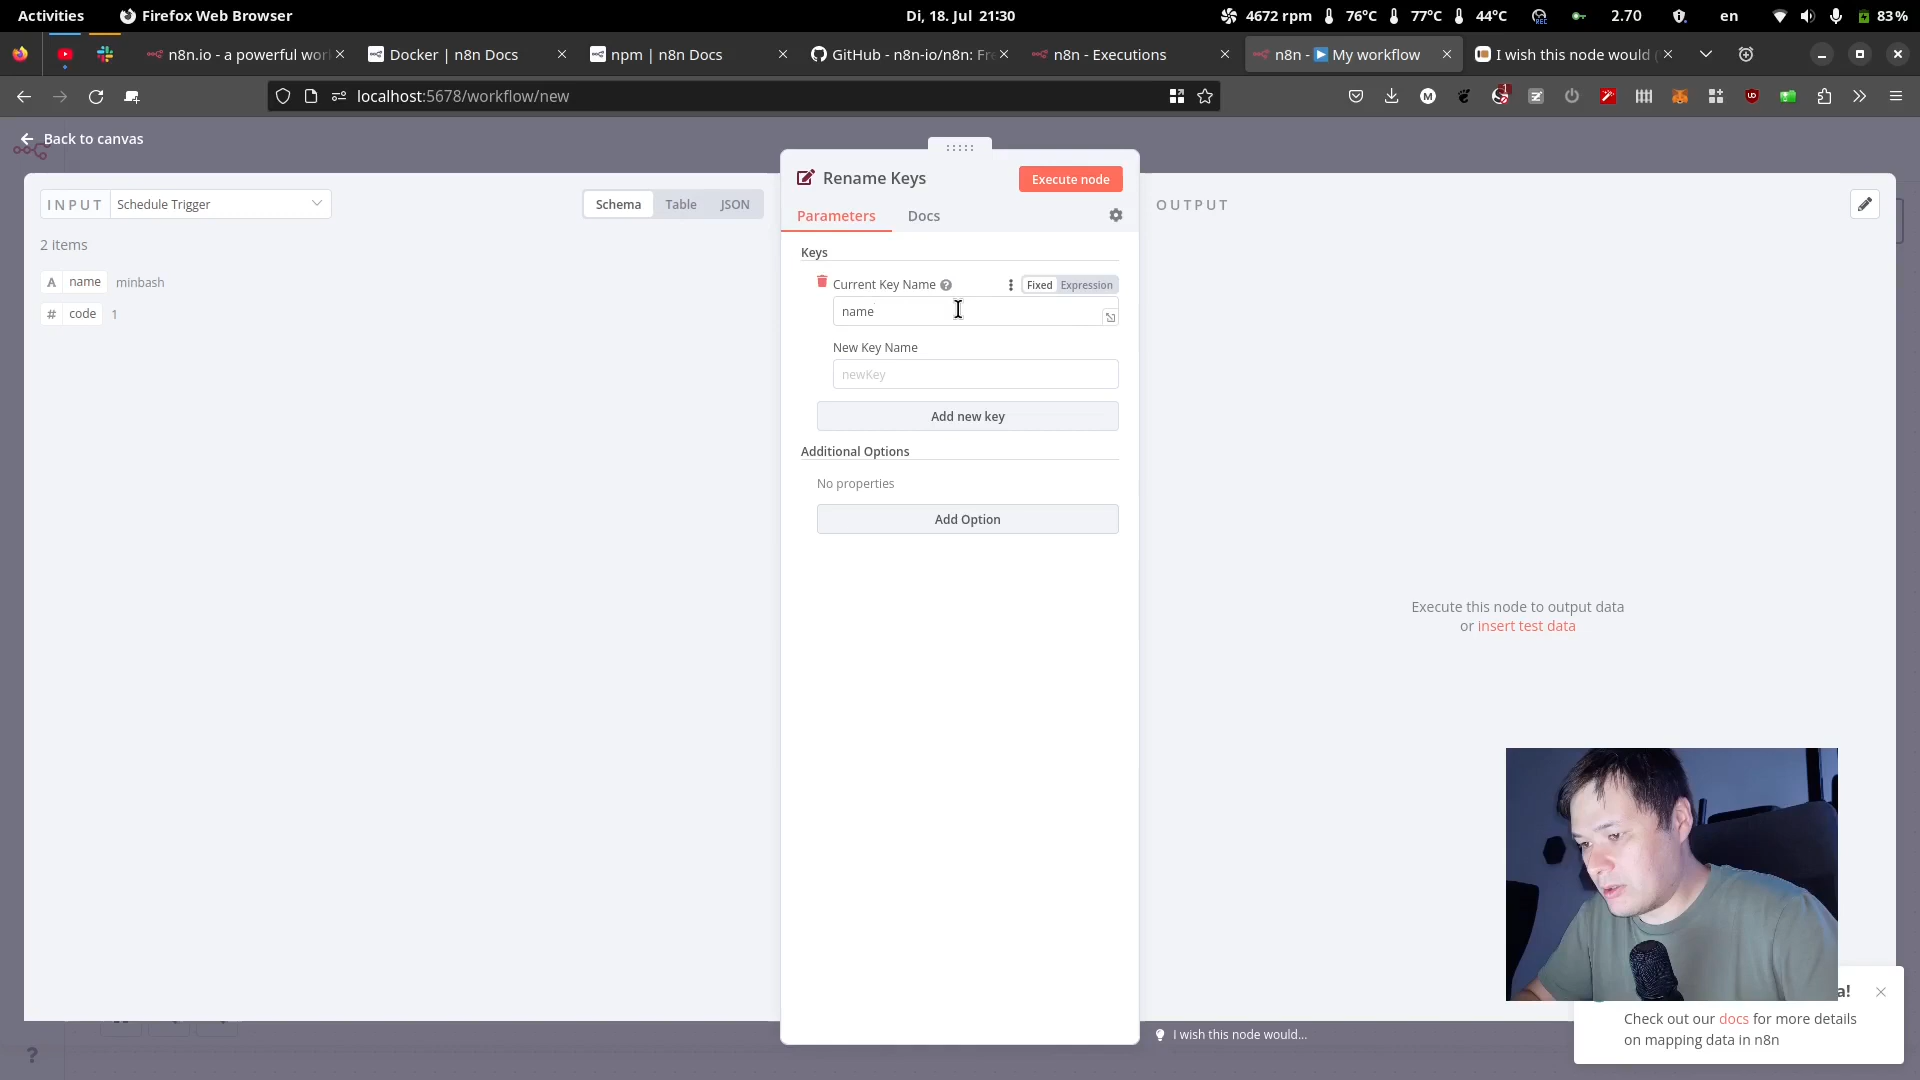 Activities
Firefox Web Browser
Di, 18. Jul 21:30
4672 rpm
76°C
77°C
44°C
2.70
en
83%
n8n.io - a powerful wor
Docker | n8n Docs
npm | n8n Docs
GitHub - n8n-io/n8n: Fre
n8n - Executions
n8n - ▶ My workflow
I wish this node would (
localhost:5678/workflow/new
Back to canvas
INPUT
Schedule Trigger
Schema
Table
JSON
2 items
A name minbash
# code 1
Rename Keys
Execute node
Parameters
Docs
Keys
Current Key Name
Fixed
Expression
name
New Key Name
newKey
Add new key
Additional Options
No properties
Add Option
OUTPUT
Execute this node to output data
or insert test data
a!
Check out our docs for more details
on mapping data in n8n
I wish this node would...